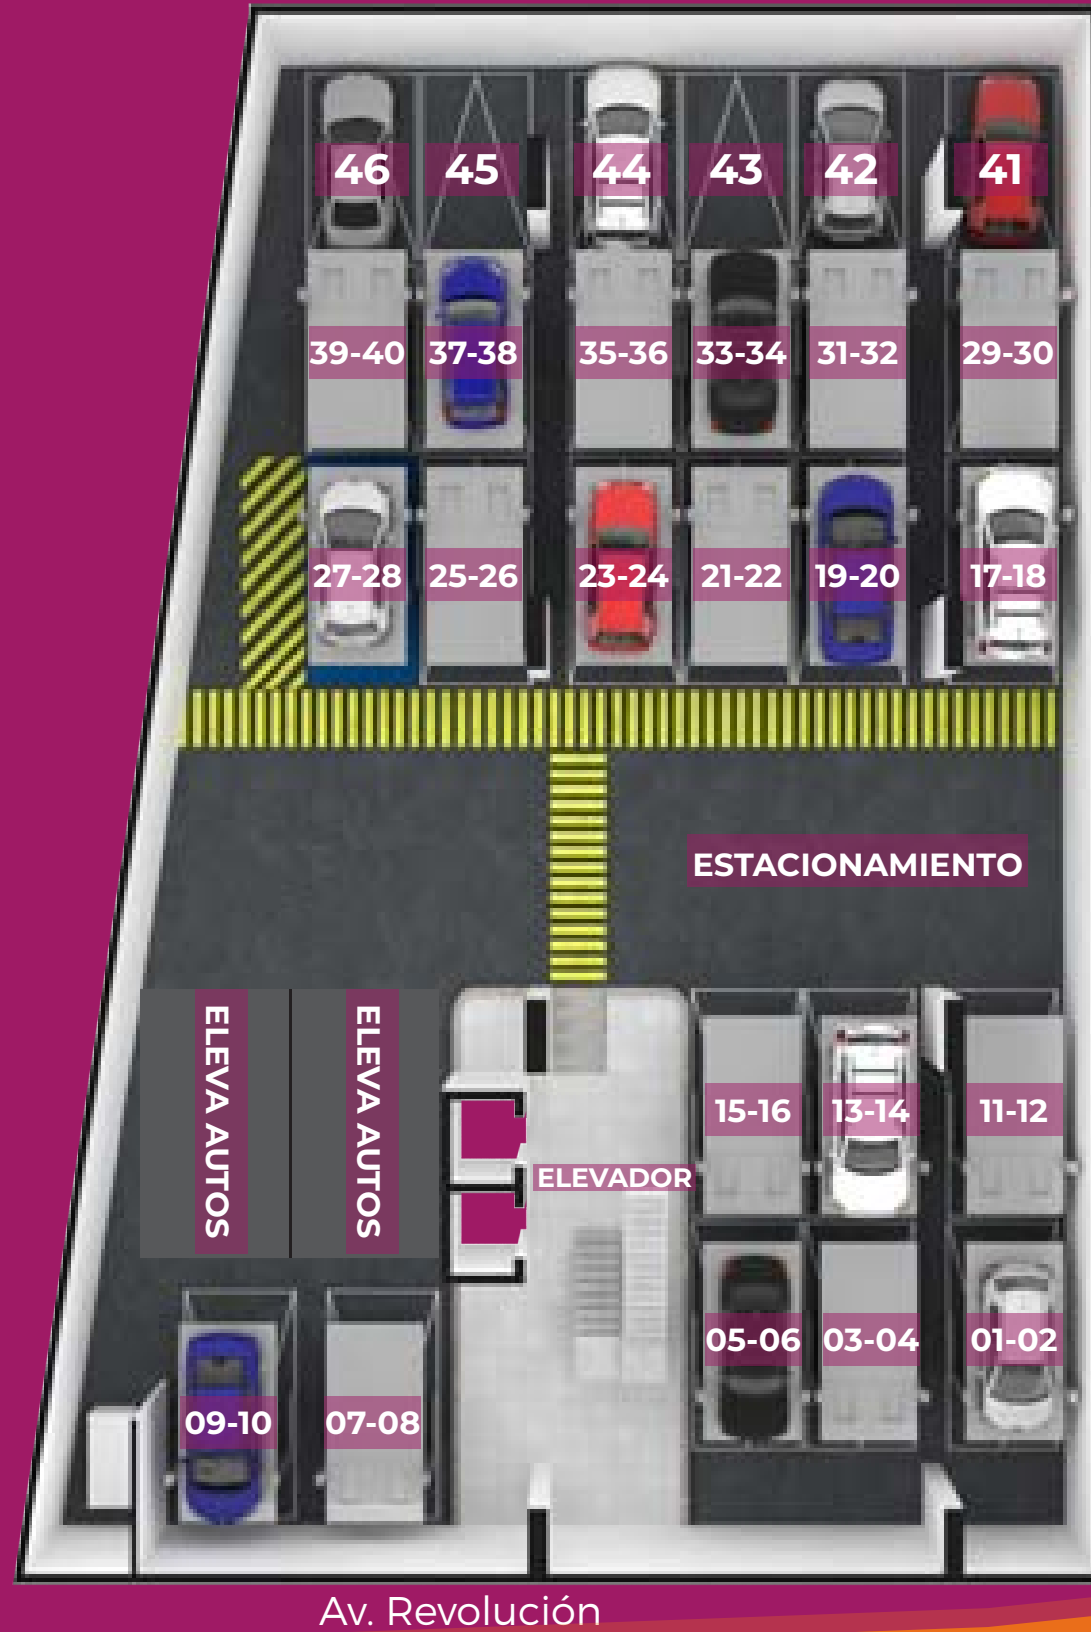 46 45 44 43 42 41
39-40 37-38 35-36 33-34 31-32 29-30
27-28 25-26 23-24 21-22 19-20 17-18
ESTACIONAMIENTO
ELEVA AUTOS
ELEVA AUTOS
15-16 13-14 11-12
ELEVADOR
05-06 03-04 01-02
09-10 07-08
Av. Revolución